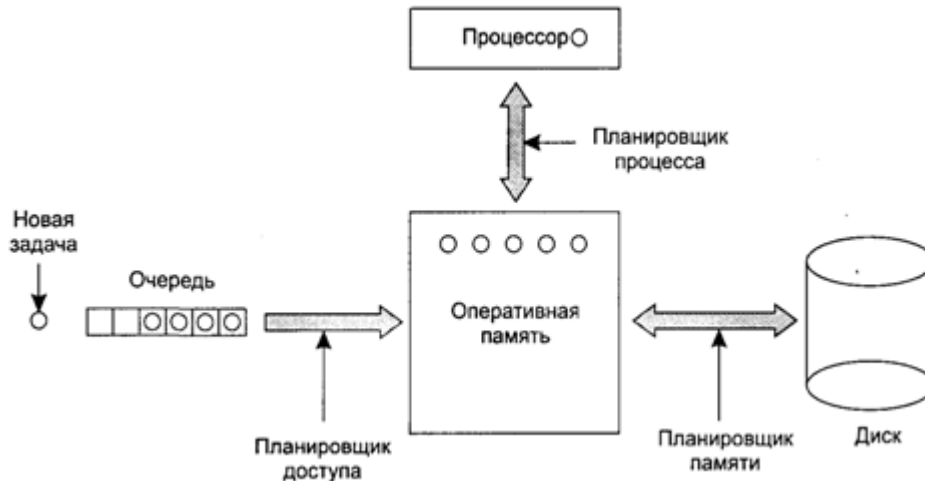 Процессор
Планировщик
процесса
Новая
задача
Очередь
Оперативная
память
Планировщик
доступа
Планировщик
памяти
Диск